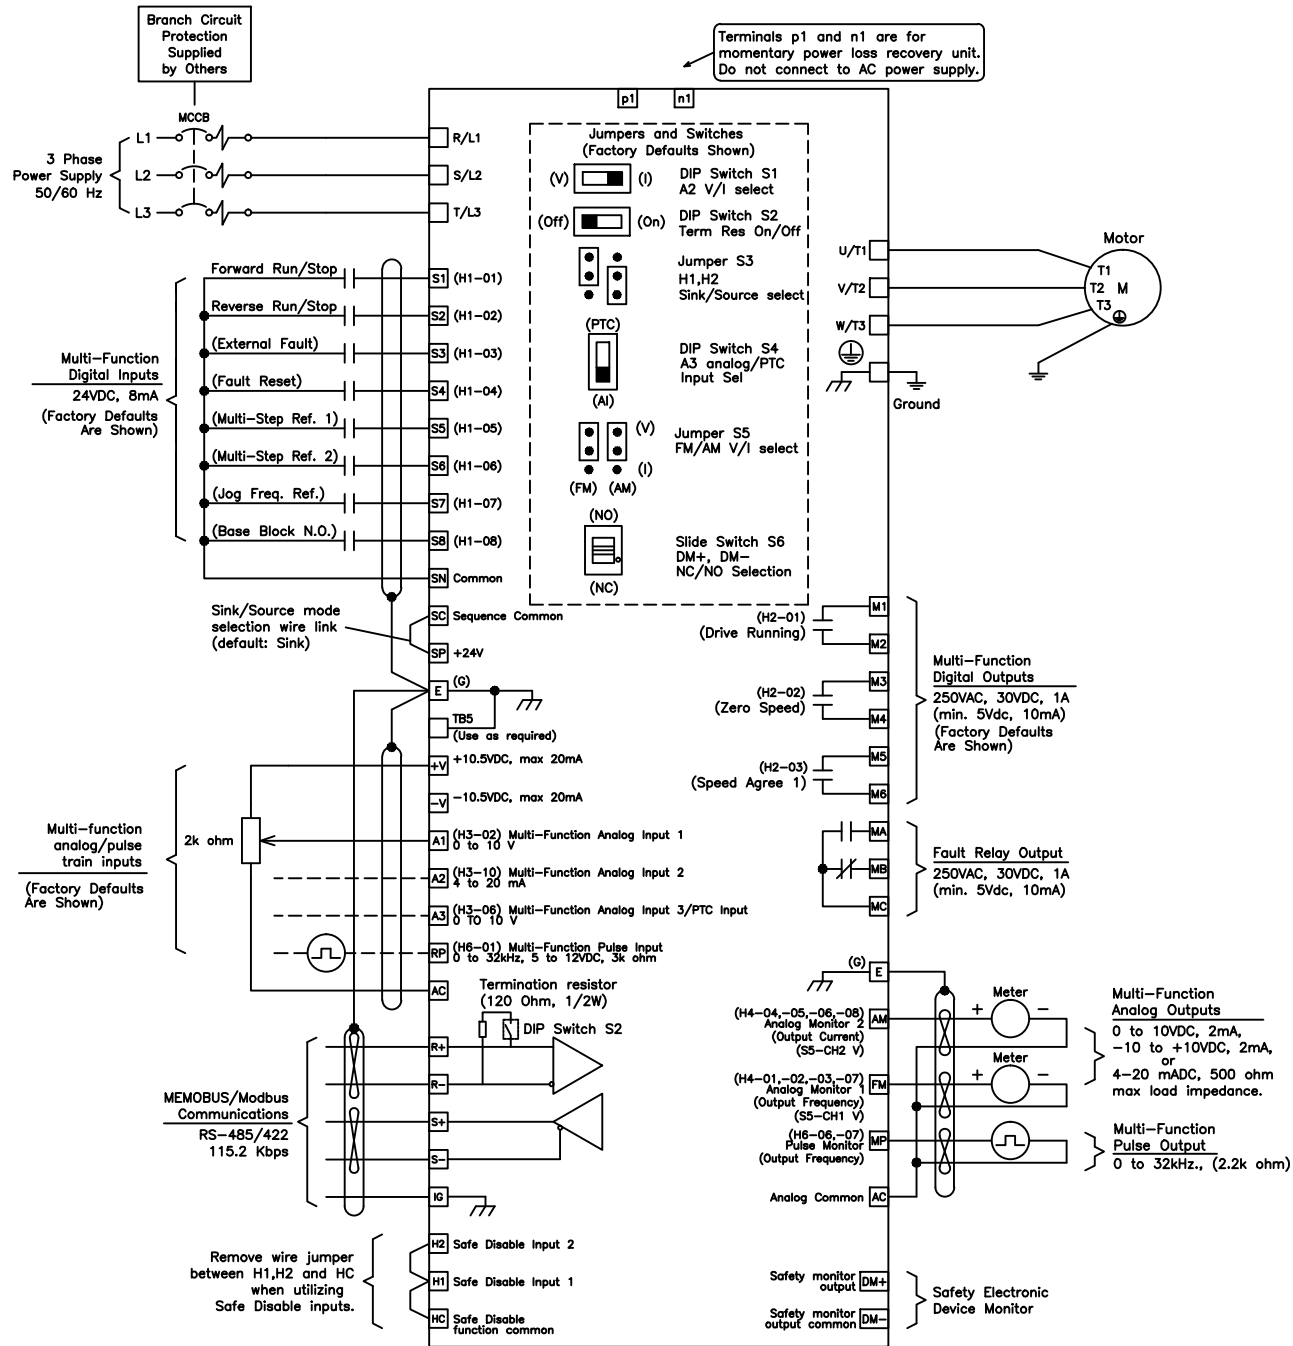 Branch Circuit
Protection
Supplied
by Others
Terminals p1 and n1 are for
momentary power loss recovery unit.
Do not connect to AC power supply.
MCCB
p1
n1
3 Phase
Power Supply
50/60 Hz
L1
L2
L3
R/L1
S/L2
T/L3
Jumpers and Switches
(Factory Defaults Shown)
(V)
(I)
DIP Switch S1
A2 V/I select
(Off)
(On)
DIP Switch S2
Term Res On/Off
Jumper S3
H1,H2
Sink/Source select
(PTC)
DIP Switch S4
A3 analog/PTC
Input Sel
(AI)
(V)
Jumper S5
FM/AM V/I select
(I)
(FM)
(AM)
(NO)
Slide Switch S6
DM+, DM-
NC/NO Selection
(NC)
U/T1
V/T2
W/T3
Motor
T1
T2
M
T3
Ground
Multi-Function
Digital Inputs
24VDC, 8mA
(Factory Defaults
Are Shown)
Forward Run/Stop
S1 (H1-01)
Reverse Run/Stop
S2 (H1-02)
(External Fault)
S3 (H1-03)
(Fault Reset)
S4 (H1-04)
(Multi-Step Ref. 1)
S5 (H1-05)
(Multi-Step Ref. 2)
S6 (H1-06)
(Jog Freq. Ref.)
S7 (H1-07)
(Base Block N.O.)
S8 (H1-08)
SN Common
Sink/Source mode
selection wire link
(default: Sink)
SC Sequence Common
SP +24V
E (G)
TB5
(Use as required)
+V +10.5VDC, max 20mA
-V -10.5VDC, max 20mA
Multi-function
analog/pulse
train inputs
(Factory Defaults
Are Shown)
2k ohm
A1 (H3-02) Multi-Function Analog Input 1
0 to 10 V
A2 (H3-10) Multi-Function Analog Input 2
4 to 20 mA
A3 (H3-06) Multi-Function Analog Input 3/PTC Input
0 TO 10 V
RP (H6-01) Multi-Function Pulse Input
0 to 32kHz, 5 to 12VDC, 3k ohm
AC
Termination resistor
(120 Ohm, 1/2W)
DIP Switch S2
MEMOBUS/Modbus
Communications
RS-485/422
115.2 Kbps
R+
R-
S+
S-
IG
Remove wire jumper
between H1,H2 and HC
when utilizing
Safe Disable inputs.
H2 Safe Disable Input 2
H1 Safe Disable Input 1
HC Safe Disable
function common
(H2-01)
(Drive Running)
M1
M2
(H2-02)
(Zero Speed)
M3
M4
(H2-03)
(Speed Agree 1)
M5
M6
Multi-Function
Digital Outputs
250VAC, 30VDC, 1A
(min. 5Vdc, 10mA)
(Factory Defaults
Are Shown)
MA
MB
MC
Fault Relay Output
250VAC, 30VDC, 1A
(min. 5Vdc, 10mA)
(G) E
(H4-04,-05,-06,-08)
Analog Monitor 2
(Output Current)
(S5-CH2 V)
AM
+ Meter -
(H4-01,-02,-03,-07)
Analog Monitor 1
(Output Frequency)
(S5-CH1 V)
FM
+ Meter -
(H6-06,-07)
Pulse Monitor
(Output Frequency)
MP
Analog Common AC
Multi-Function
Analog Outputs
0 to 10VDC, 2mA,
-10 to +10VDC, 2mA,
or
4-20 mADC, 500 ohm
max load impedance.
Multi-Function
Pulse Output
0 to 32kHz., (2.2k ohm)
Safety monitor
output
DM+
Safety monitor
output common
DM-
Safety Electronic
Device Monitor